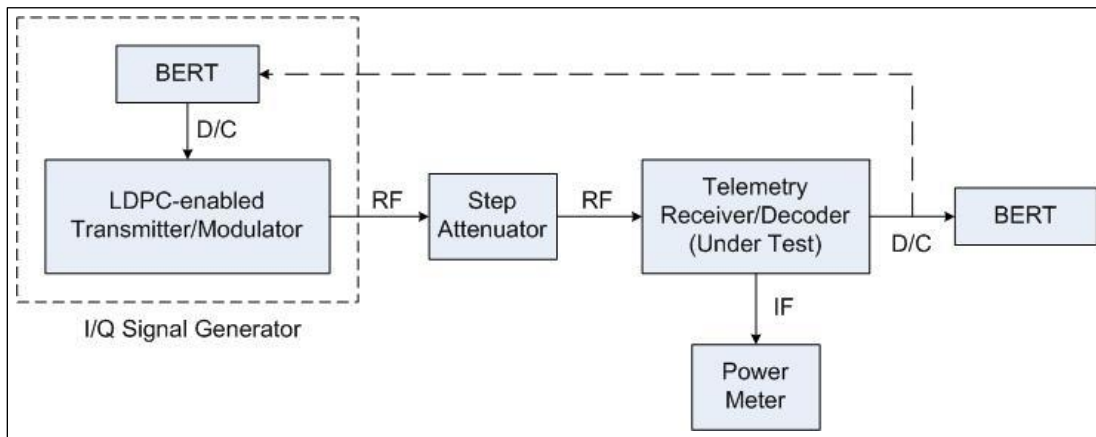 BERT
D/C
LDPC-enabled
Transmitter/Modulator
I/Q Signal Generator
RF
Step
Attenuator
RF
Telemetry
Receiver/Decoder
(Under Test)
D/C
BERT
IF
Power
Meter